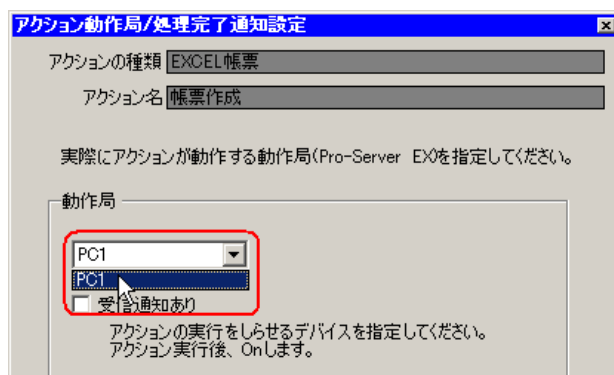 アクション動作局/処理完了通知設定
アクションの種類 EXCEL帳票
アクション名 帳票作成
実際にアクションが動作する動作局(Pro-Server EX)を指定してください。
動作局
PC1
PC1
受信通知あり
アクションの実行をしらせるデバイスを指定してください。
アクション実行後、Onします。